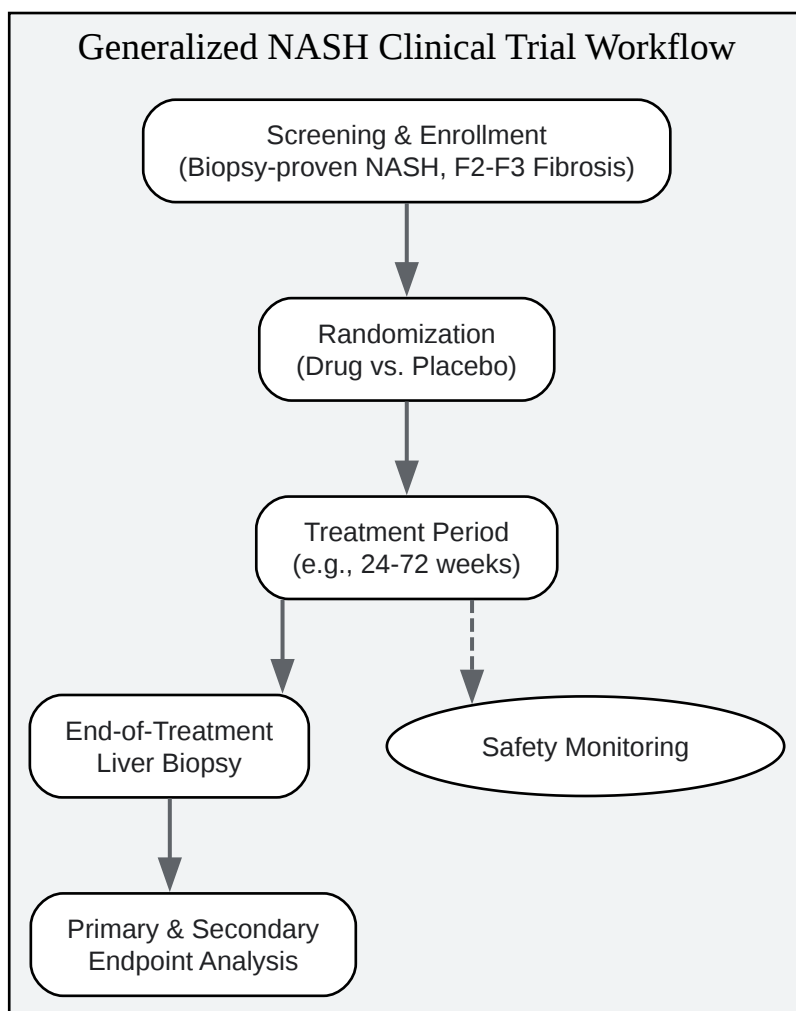 Generalized NASH Clinical Trial Workflow
Screening & Enrollment
(Biopsy-proven NASH, F2-F3 Fibrosis)
Randomization
(Drug vs. Placebo)
Treatment Period
(e.g., 24-72 weeks)
End-of-Treatment
Liver Biopsy
Safety Monitoring
Primary & Secondary
Endpoint Analysis